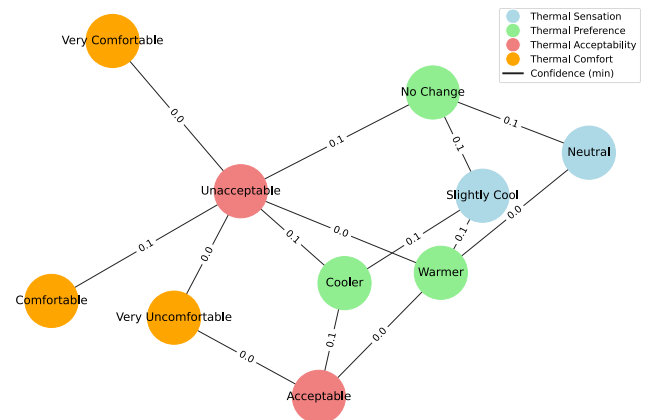 Thermal Sensation
Thermal Preference
Thermal Acceptability
Thermal Comfort
Confidence (min)
Very Comfortable
No Change
0.0
0.1
0.1
0.1
Neutral
Unacceptable
Slightly Cool
0.0
0.1
0.0
0.1
0.1
0.1
0.0
Warmer
Cooler
Comfortable
Very Uncomfortable
0.1
0.0
0.0
Acceptable